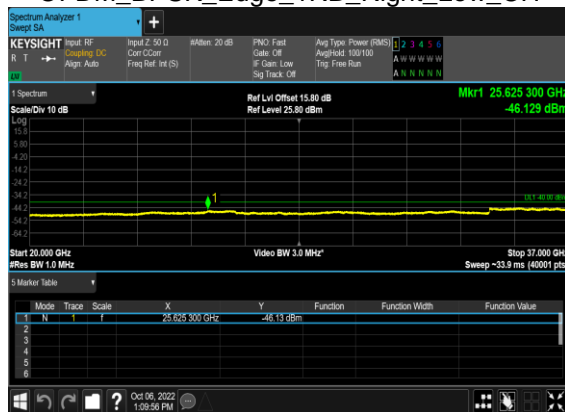 Spectrum Analyzer 1
Swept SA
+
KEYSIGHT Input: RF Input Z: 50 Ω #Atten: 20 dB PNO: Fast Avg Type: Power (RMS) 1 2 3 4 5 6
R T Coupling: DC Corr CCorr Gate: Off Avg|Hold: 100/100 A W W W W W
Align: Auto Freq Ref: Int (S) IF Gain: Low Trig: Free Run A N N N N N
Sig Track: Off
1 Spectrum Ref Lvl Offset 15.80 dB Mkr1 25.625 300 GHz
Scale/Div 10 dB Ref Level 25.80 dBm -46.129 dBm
Log
15.8
5.80
-4.20
-14.2
-24.2
-34.2
1
DL1 -40.00 dBm
-44.2
-54.2
-64.2
Start 20.000 GHz Video BW 3.0 MHz* Stop 37.000 GHz
#Res BW 1.0 MHz Sweep ~33.9 ms (40001 pts)
5 Marker Table
Mode Trace Scale X Y Function Function Width Function Value
1 N 1 f 25.625 300 GHz -46.13 dBm
2
3
4
5
6
? Oct 06, 2022
1:09:56 PM